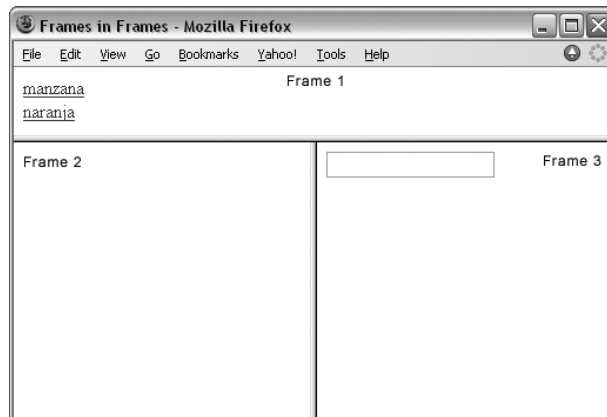 Frames in Frames - Mozilla Firefox
File Edit View Go Bookmarks Yahoo! Tools Help
Frame 1
manzana
naranja
Frame 2
Frame 3